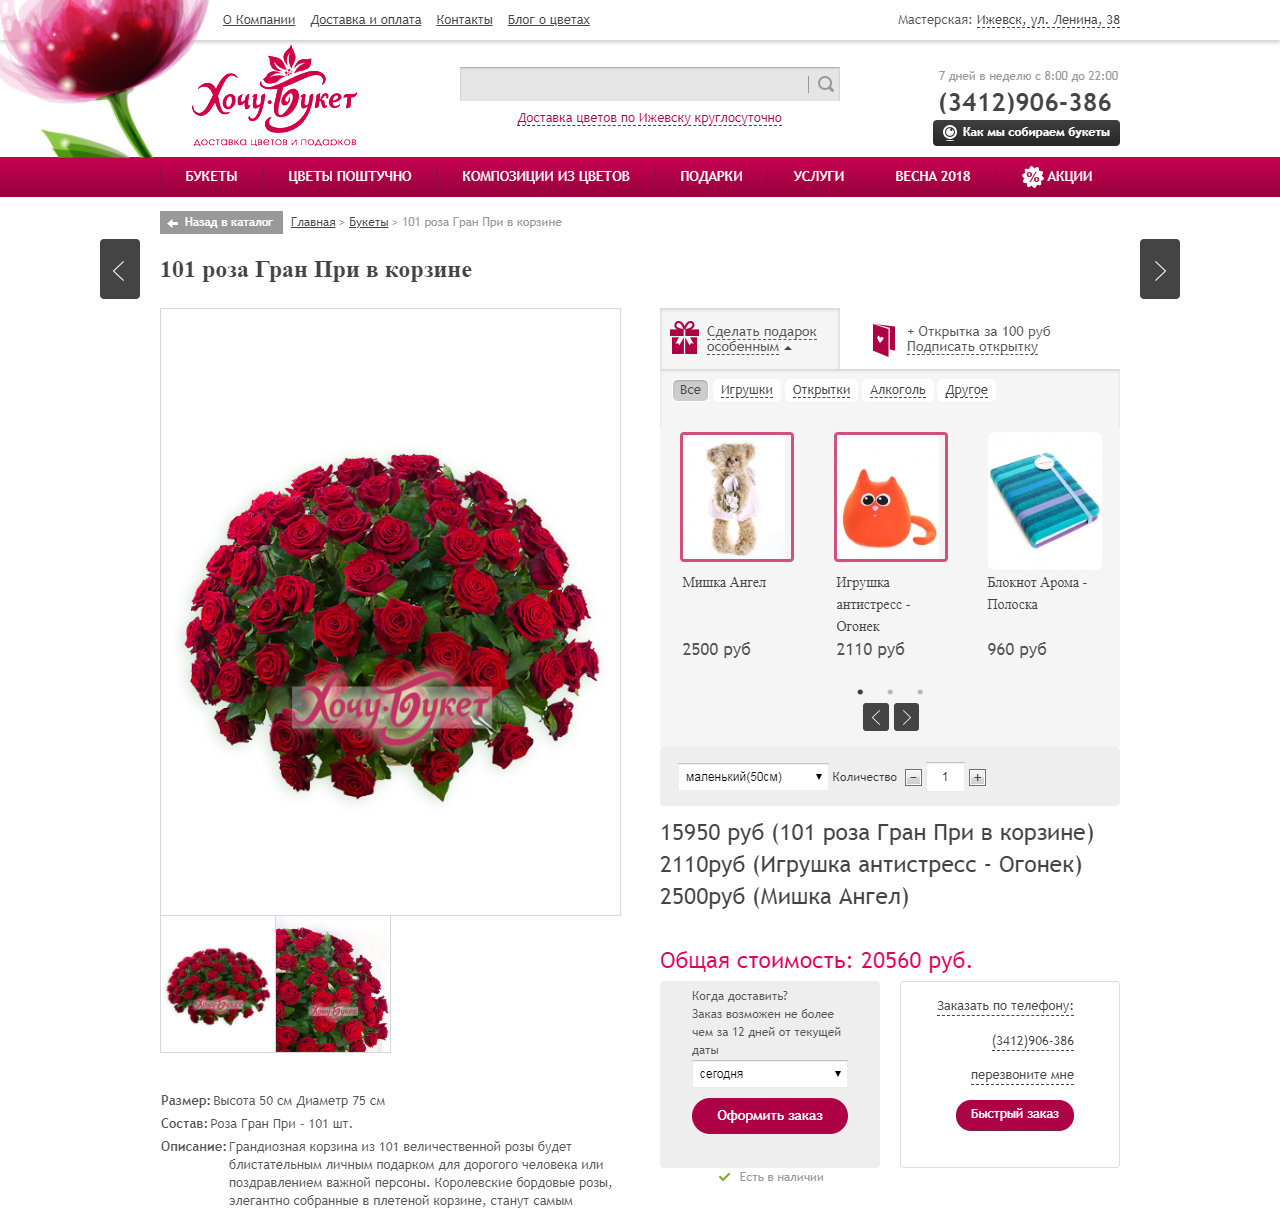 О Компании Доставка и оплата Контакты Блог о цветах
Мастерская: Ижевск, ул. Ленина, 38
Хочу-Букет
доставка цветов и подарков
Доставка цветов по Ижевску круглосуточно
7 дней в неделю с 8:00 до 22:00
(3412)906-386
Как мы собираем букеты
БУКЕТЫ ЦВЕТЫ ПОШТУЧНО КОМПОЗИЦИИ ИЗ ЦВЕТОВ ПОДАРКИ УСЛУГИ ВЕСНА 2018 % АКЦИИ
Назад в каталог Главная > Букеты > 101 роза Гран При в корзине
101 роза Гран При в корзине
Сделать подарок
особенным
+ Открытка за 100 руб
Подписать открытку
Все Игрушки Открытки Алкоголь Другое
Мишка Ангел
2500 руб
Игрушка
антистресс -
Огонек
2110 руб
Блокнот Арома -
Полоска
960 руб
Хочу-Букет
маленький(50см) ▼ Количество − 1 +
15950 руб (101 роза Гран При в корзине)
2110руб (Игрушка антистресс - Огонек)
2500руб (Мишка Ангел)
Общая стоимость: 20560 руб.
Когда доставить?
Заказ возможен не более
чем за 12 дней от текущей
даты
сегодня ▼
Оформить заказ
Есть в наличии
Заказать по телефону:
(3412)906-386
перезвоните мне
Быстрый заказ
Хочу-Букет
Хочу-Букет
Размер: Высота 50 см Диаметр 75 см
Состав: Роза Гран При - 101 шт.
Описание: Грандиозная корзина из 101 величественной розы будет
блистательным личным подарком для дорогого человека или
поздравлением важной персоны. Королевские бордовые розы,
элегантно собранные в плетеной корзине, станут самым